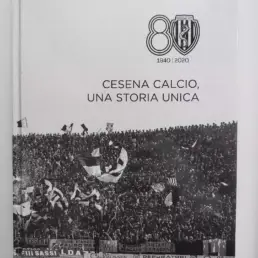 80
1940 : 2020
CESENA CALCIO,
UNA STORIA UNICA